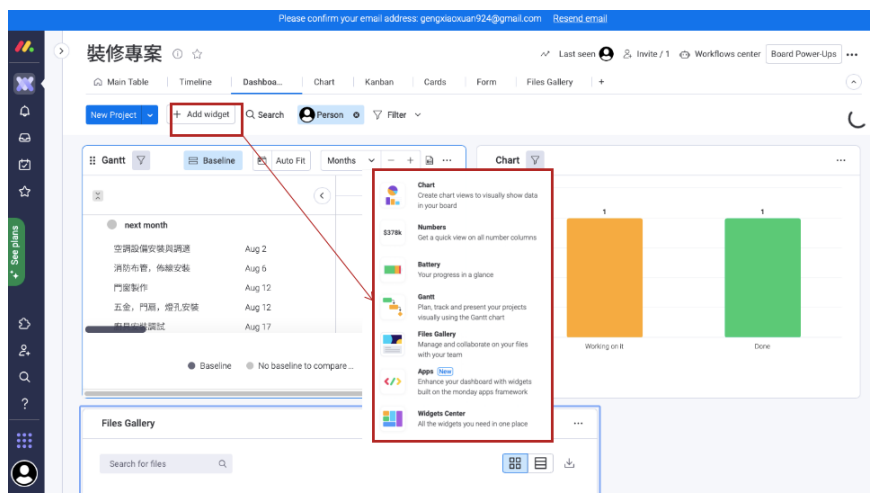 Please confirm your email address: gengxiaoxuan924@gmail.com Resend email
裝修專案
Last seen Invite / 1 Workflows center Board Power-Ups
Main Table Timeline Dashboa... Chart Kanban Cards Form Files Gallery +
New Project + Add widget Search Person Filter
See plans
Gantt Baseline Auto Fit Months − + ...
next month
空調設備安裝與調適 Aug 2
消防布管，佈線安裝 Aug 6
門窗製作 Aug 12
五金，門扇，燈孔安裝 Aug 12
Aug 17
Baseline No baseline to compare ...
Chart
Create chart views to visually show data
in your board
$378k
Numbers
Get a quick view on all number columns
Battery
Your progress in a glance
Gantt
Plan, track and present your projects
visually using the Gantt chart
Files Gallery
Manage and collaborate on your files
with your team
Apps New
Enhance your dashboard with widgets
built on the monday apps framework
Widgets Center
All the widgets you need in one place
Chart
1 1
Working on it Done
Files Gallery
Search for files
?